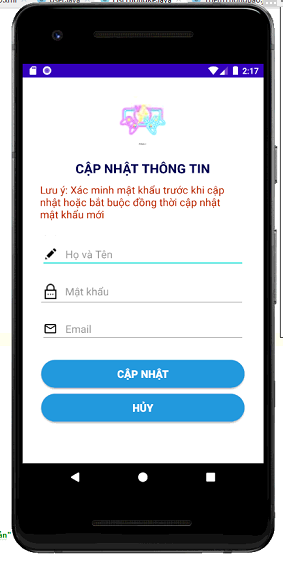 2:17
CẬP NHẬT THÔNG TIN
Lưu ý: Xác minh mật khẩu trước khi cập
nhật hoặc bắt buộc đồng thời cập nhật
mật khẩu mới
Họ và Tên
Mật khẩu
Email
CẬP NHẬT
HỦY